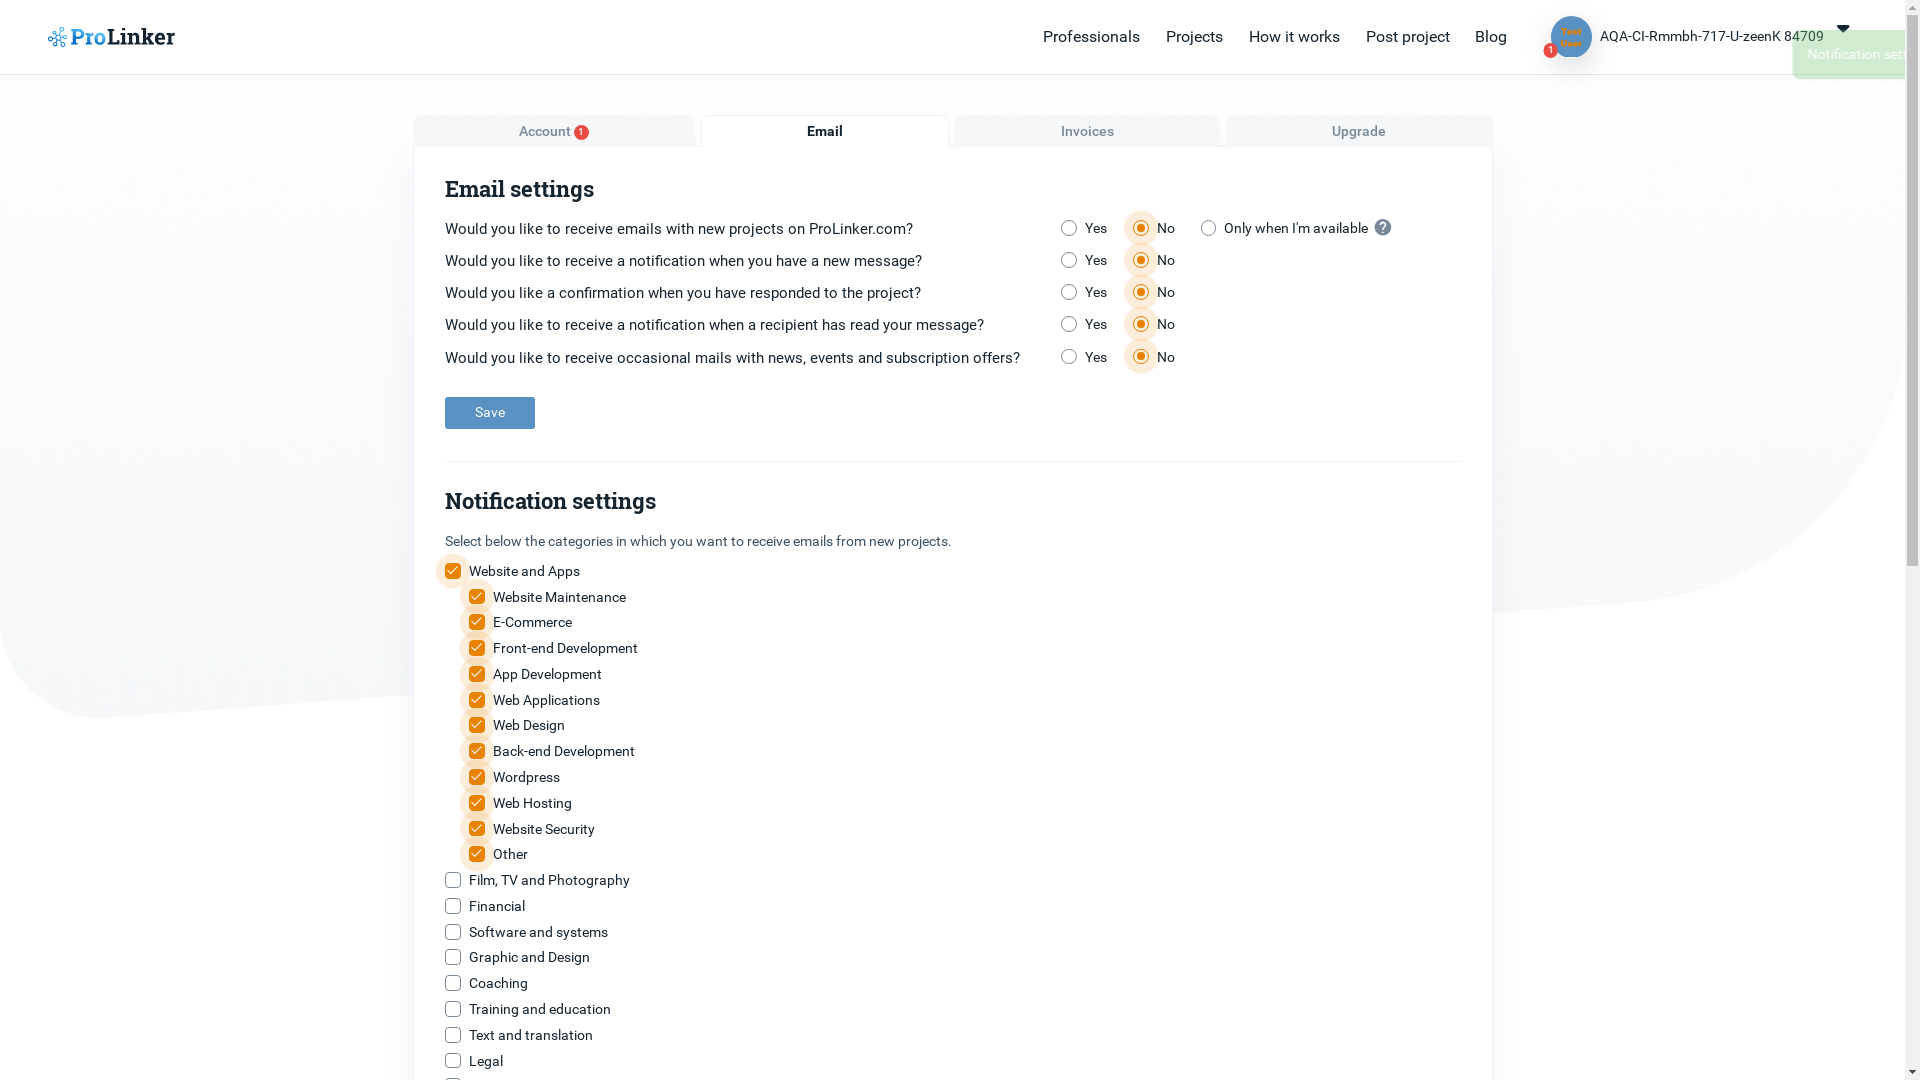 ProLinker
Professionals
Projects
How it works
Post project
Blog
Test
User
1
AQA-CI-Rmmbh-717-U-zeenK 84709
Notification sett
Account 1
Email
Invoices
Upgrade
Email settings
Would you like to receive emails with new projects on ProLinker.com? Yes No Only when I'm available ?
Would you like to receive a notification when you have a new message? Yes No
Would you like a confirmation when you have responded to the project? Yes No
Would you like to receive a notification when a recipient has read your message? Yes No
Would you like to receive occasional mails with news, events and subscription offers? Yes No
Save
Notification settings
Select below the categories in which you want to receive emails from new projects.
Website and Apps
Website Maintenance
E-Commerce
Front-end Development
App Development
Web Applications
Web Design
Back-end Development
Wordpress
Web Hosting
Website Security
Other
Film, TV and Photography
Financial
Software and systems
Graphic and Design
Coaching
Training and education
Text and translation
Legal